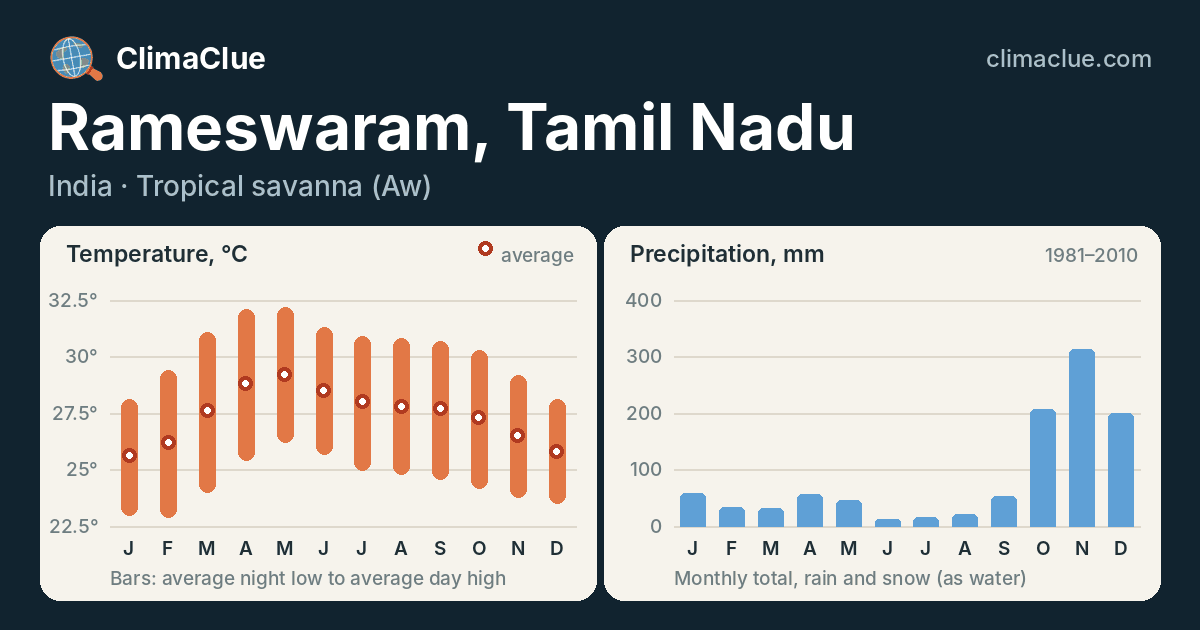 ClimaClue
climaclue.com
Rameswaram, Tamil Nadu
India · Tropical savanna (Aw)
Temperature, °C
average
32.5°
30°
27.5°
25°
22.5°
J F M A M J J A S O N D
Bars: average night low to average day high
Precipitation, mm
1981–2010
400
300
200
100
0
J F M A M J J A S O N D
Monthly total, rain and snow (as water)